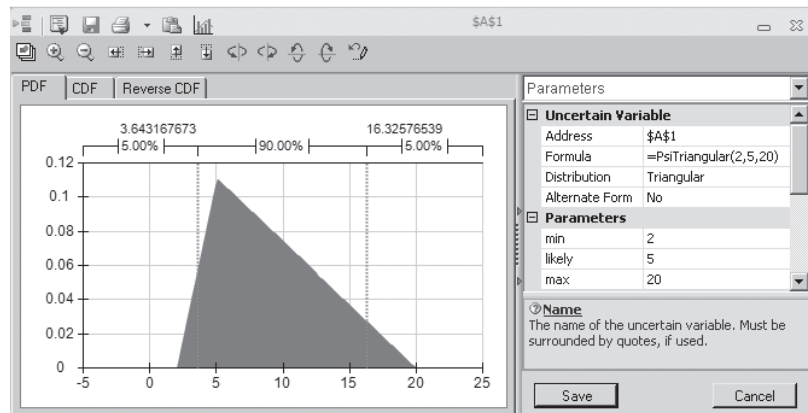 $A$1
PDF
CDF
Reverse CDF
3.643167673
16.32576539
5.00%
90.00%
5.00%
0.12
0.1
0.08
0.06
0.04
0.02
0
-5
0
5
10
15
20
25
Parameters
Uncertain Variable
Address $A$1
Formula =PsiTriangular(2,5,20)
Distribution Triangular
Alternate Form No
Parameters
min 2
likely 5
max 20
Name
The name of the uncertain variable. Must be
surrounded by quotes, if used.
Save
Cancel